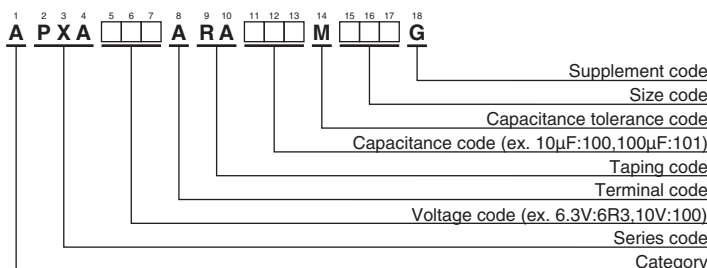 1 2 3 4 5 6 7 8 9 10 11 12 13 14 15 16 17 18
A P X A A R A M G
Supplement code
Size code
Capacitance tolerance code
Capacitance code (ex. 10μF:100,100μF:101)
Taping code
Terminal code
Voltage code (ex. 6.3V:6R3,10V:100)
Series code
Category